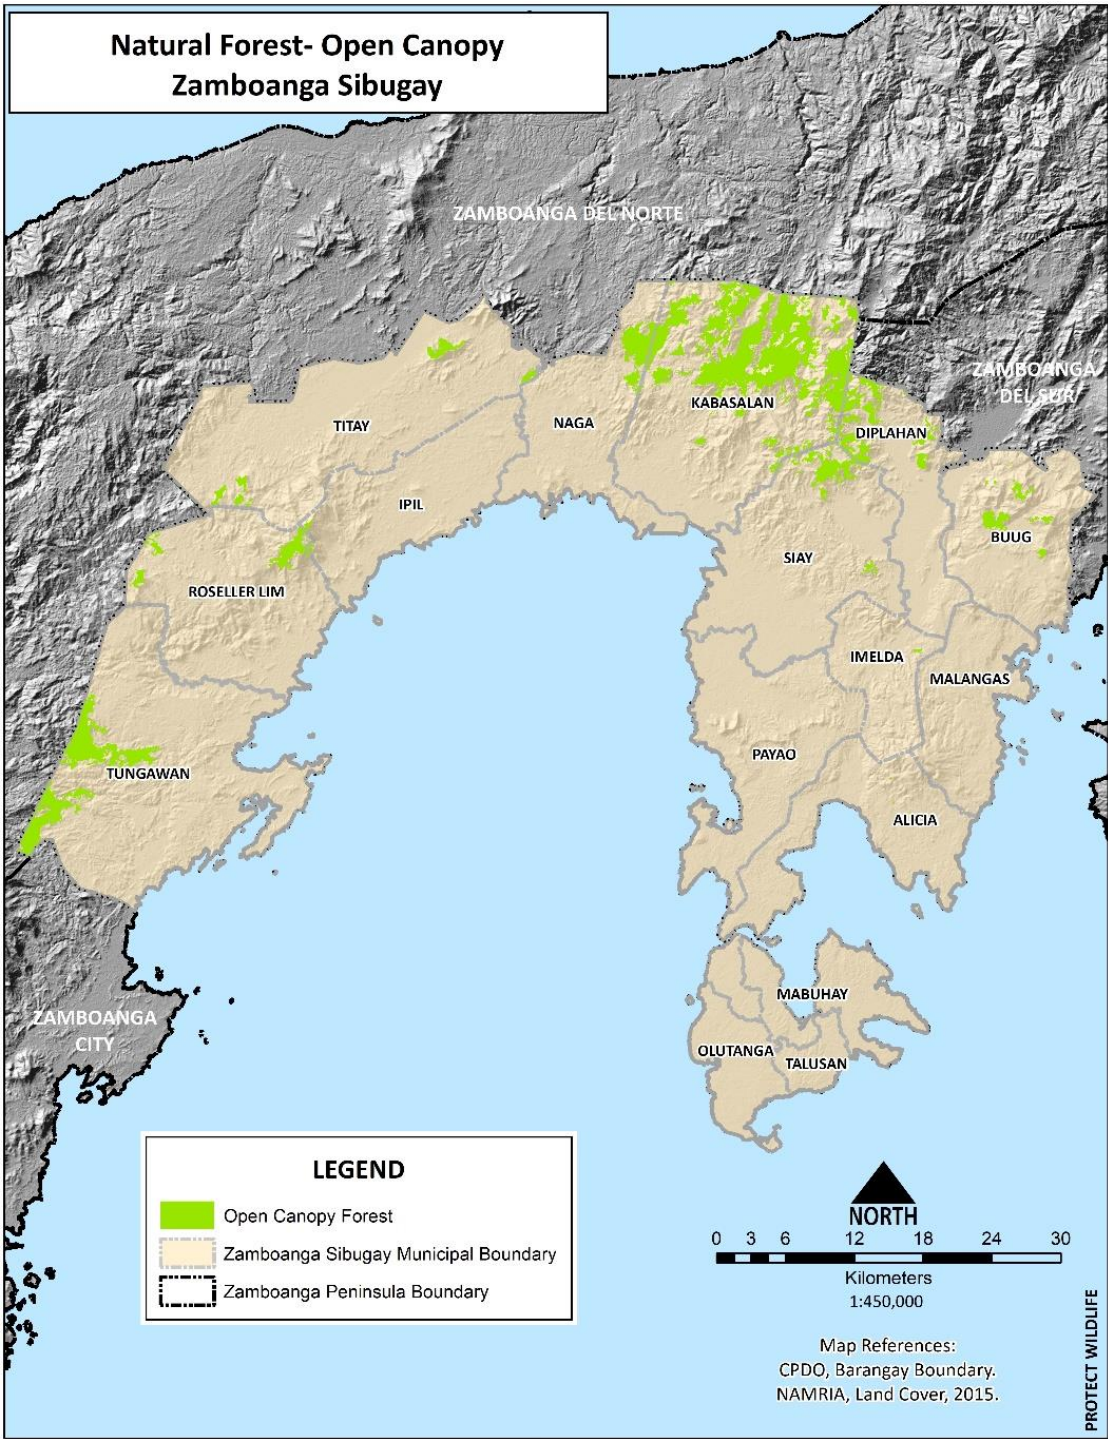 Natural Forest- Open Canopy
Zamboanga Sibugay
ZAMBOANGA DEL NORTE
ZAMBOANGA
DEL SUR
KABASALAN
TITAY
NAGA
DIPLAHAN
IPIL
BUUG
SIAY
ROSELLER LIM
IMELDA
MALANGAS
PAYAO
TUNGAWAN
ALICIA
MABUHAY
ZAMBOANGA
CITY
OLUTANGA
TALUSAN
LEGEND
Open Canopy Forest
Zamboanga Sibugay Municipal Boundary
Zamboanga Peninsula Boundary
NORTH
0 3 6 12 18 24 30
Kilometers
1:450,000
Map References:
CPDO, Barangay Boundary.
NAMRIA, Land Cover, 2015.
PROTECT WILDLIFE